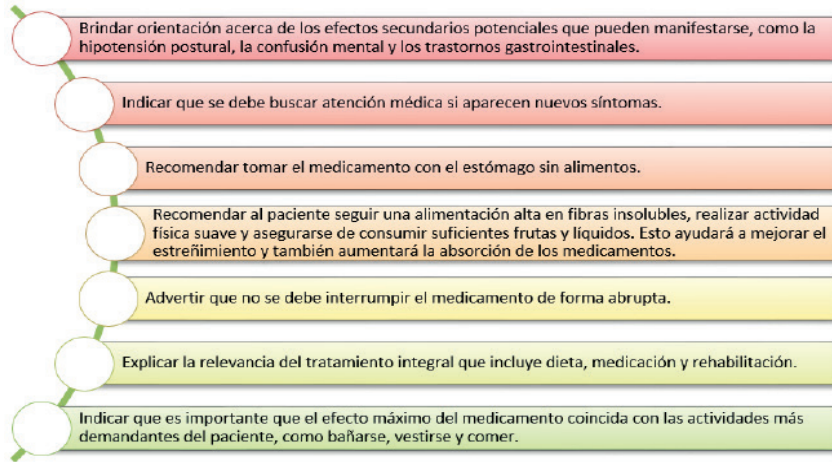 Brindar orientación acerca de los efectos secundarios potenciales que pueden manifestarse, como la
hipotensión postural, la confusión mental y los trastornos gastrointestinales.
Indicar que se debe buscar atención médica si aparecen nuevos síntomas.
Recomendar tomar el medicamento con el estómago sin alimentos.
Recomendar al paciente seguir una alimentación alta en fibras insolubles, realizar actividad
física suave y asegurarse de consumir suficientes frutas y líquidos. Esto ayudará a mejorar el
estreñimiento y también aumentará la absorción de los medicamentos.
Advertir que no se debe interrumpir el medicamento de forma abrupta.
Explicar la relevancia del tratamiento integral que incluye dieta, medicación y rehabilitación.
Indicar que es importante que el efecto máximo del medicamento coincida con las actividades más
demandantes del paciente, como bañarse, vestirse y comer.